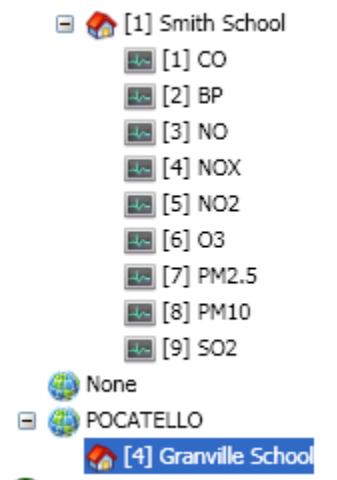 [1] Smith School
[1] CO
[2] BP
[3] NO
[4] NOX
[5] NO2
[6] O3
[7] PM2.5
[8] PM10
[9] SO2
None
POCATELLO
[4] Granville School